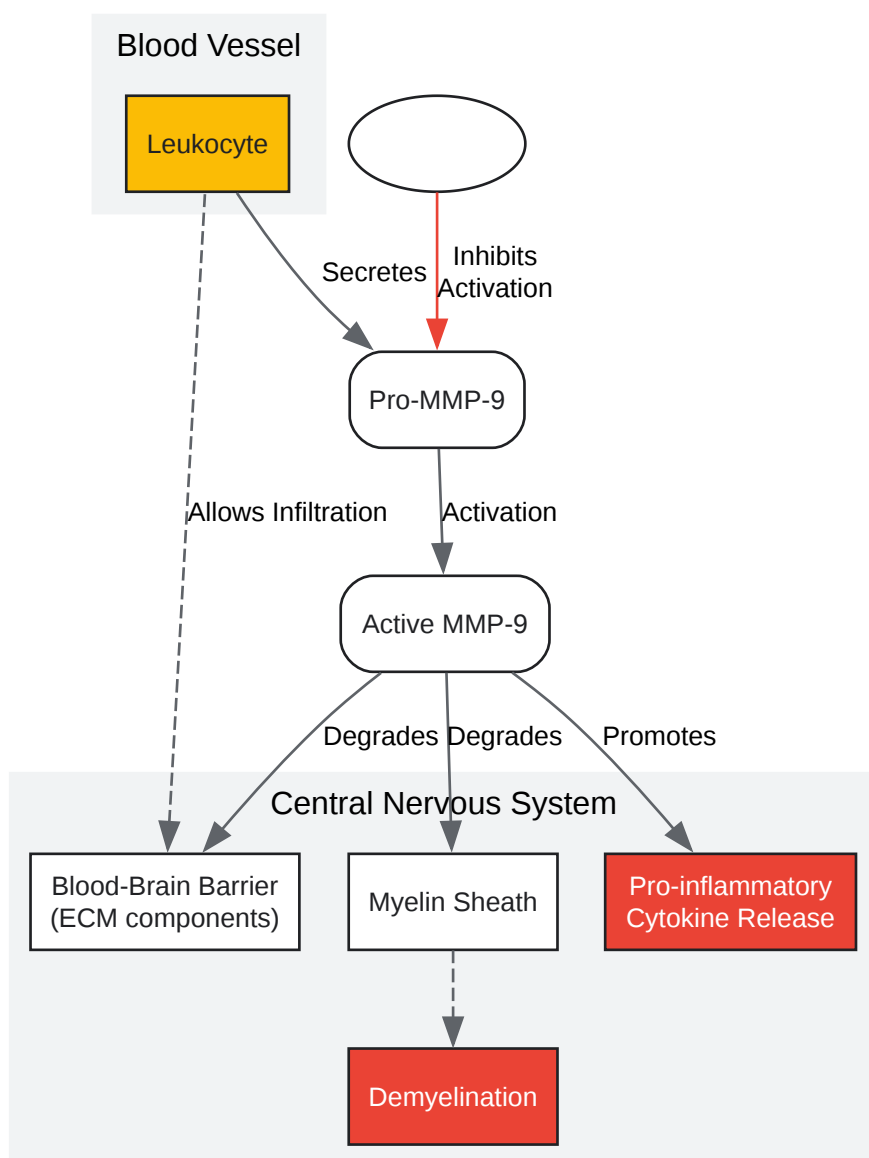 Blood Vessel
Leukocyte
Secretes
Inhibits
Activation
Pro-MMP-9
Allows Infiltration
Activation
Active MMP-9
Degrades
Degrades
Promotes
Central Nervous System
Blood-Brain Barrier
(ECM components)
Myelin Sheath
Pro-inflammatory
Cytokine Release
Demyelination